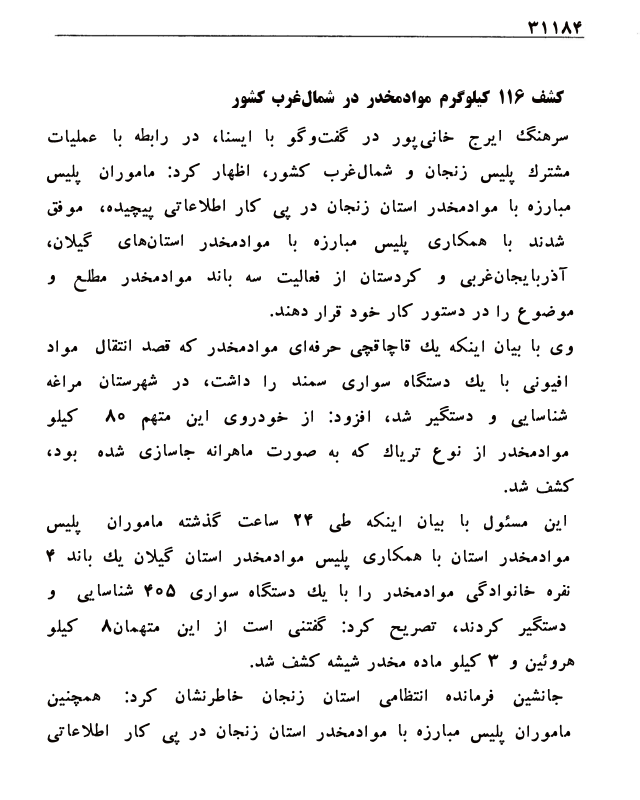 ۳۱۱۸۴
کشف ۱۱۶ کیلوگرم موادمخدر در شمال‌غرب کشور
سرهنگ ایرج خانی‌پور در گفت‌وگو با ایسنا، در رابطه با عملیات
مشترك پلیس زنجان و شمال‌غرب کشور، اظهار کرد: ماموران پلیس
مبارزه با موادمخدر استان زنجان در پی کار اطلاعاتی پیچیده، موفق
شدند با همکاری پلیس مبارزه با موادمخدر استان‌های گیلان،
آذربایجان‌غربی و کردستان از فعالیت سه باند موادمخدر مطلع و
موضوع را در دستور کار خود قرار دهند.
وی با بیان اینکه یك قاچاقچی حرفه‌ای موادمخدر که قصد انتقال مواد
افیونی با یك دستگاه سواری سمند را داشت، در شهرستان مراغه
شناسایی و دستگیر شد، افزود: از خودروی این متهم ۸۰ کیلو
موادمخدر از نوع تریاك که به صورت ماهرانه جاسازی شده بود،
کشف شد.
این مسئول با بیان اینکه طی ۲۴ ساعت گذشته ماموران پلیس
موادمخدر استان با همکاری پلیس موادمخدر استان گیلان یك باند ۴
نفره خانوادگی موادمخدر را با یك دستگاه سواری ۴۰۵ شناسایی و
دستگیر کردند، تصریح کرد: گفتنی است از این متهمان۸ کیلو
هروئین و ۳ کیلو ماده مخدر شیشه کشف شد.
جانشین فرمانده انتظامی استان زنجان خاطرنشان کرد: همچنین
ماموران پلیس مبارزه با موادمخدر استان زنجان در پی کار اطلاعاتی